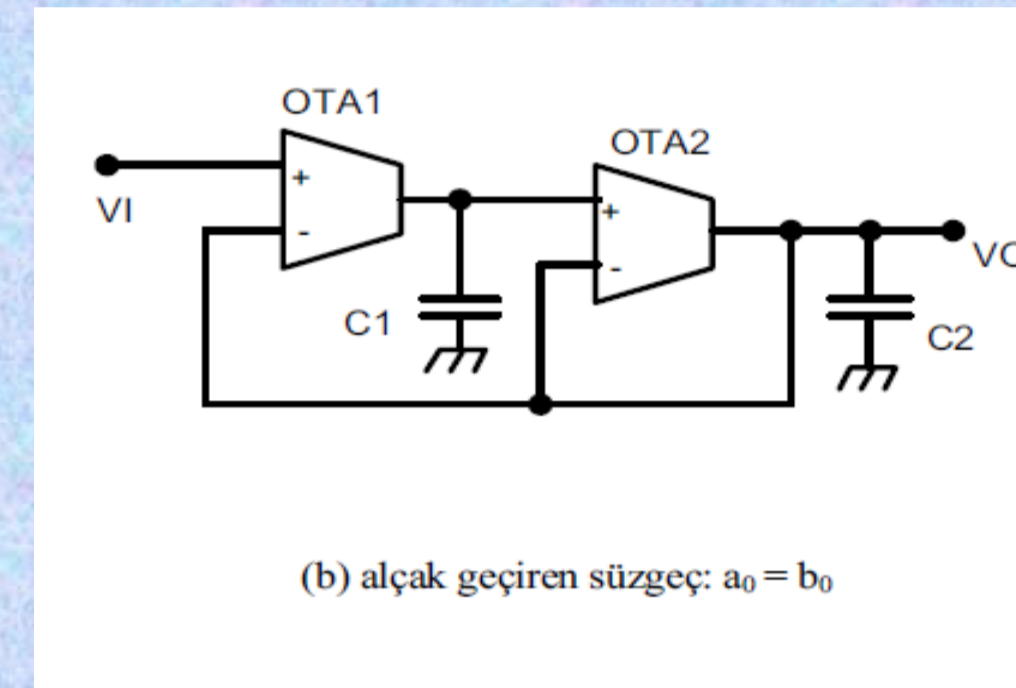 OTA1
OTA2
+
VI
-
+
-
VO
C1
C2
(b) alçak geçiren süzgeç: a₀ = b₀